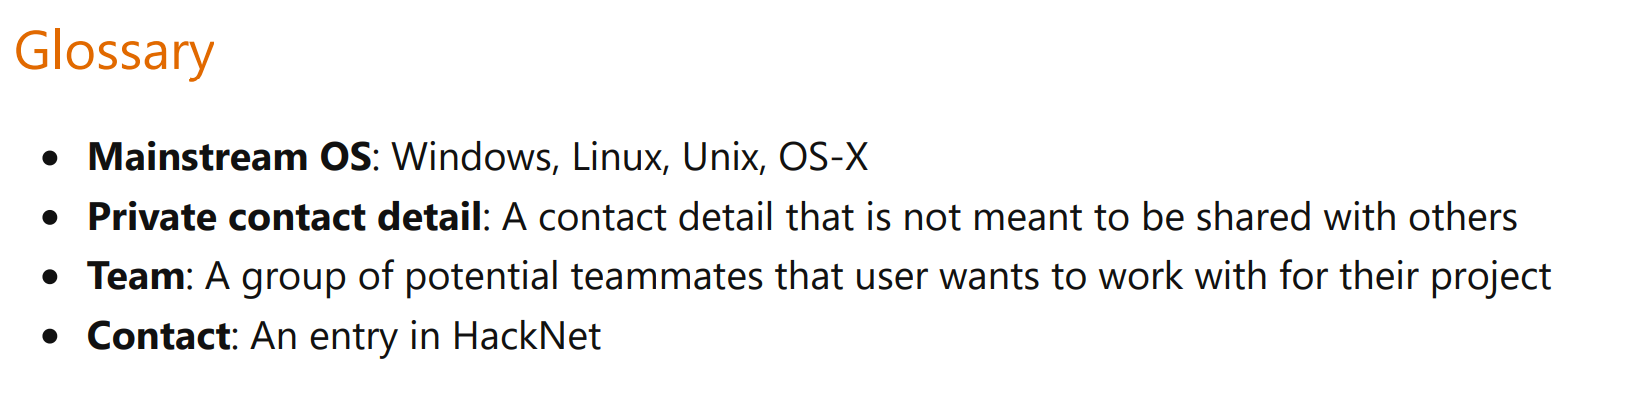 Glossary
• Mainstream OS: Windows, Linux, Unix, OS-X
• Private contact detail: A contact detail that is not meant to be shared with others
• Team: A group of potential teammates that user wants to work with for their project
• Contact: An entry in HackNet